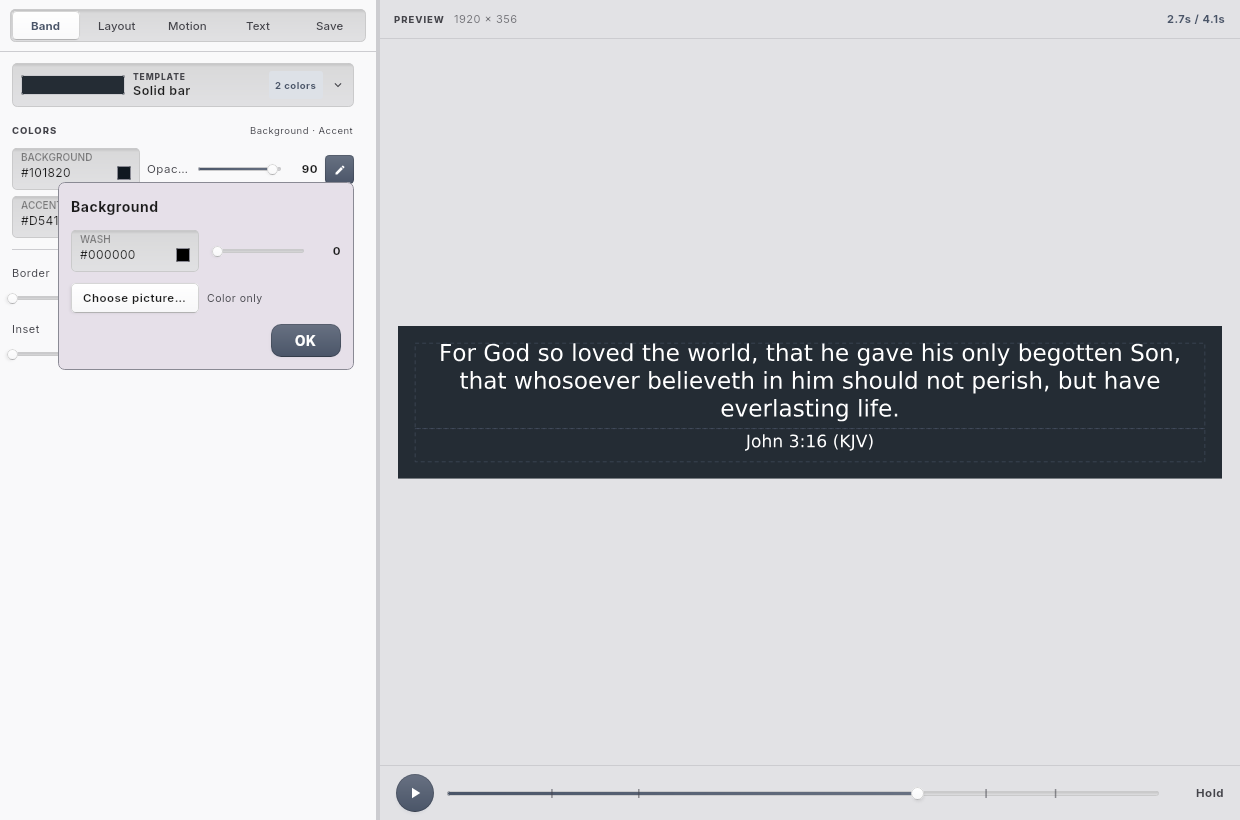 Band
Layout
Motion
Text
Save
TEMPLATE
Solid bar
2 colors
COLORS
Background · Accent
BACKGROUND
#101820
Opac...
90
ACCENT
#D541
Background
WASH
#000000
0
Choose picture...
Color only
OK
Border
Inset
PREVIEW 1920 × 356
2.7s / 4.1s
For God so loved the world, that he gave his only begotten Son,
that whosoever believeth in him should not perish, but have
everlasting life.
John 3:16 (KJV)
Hold